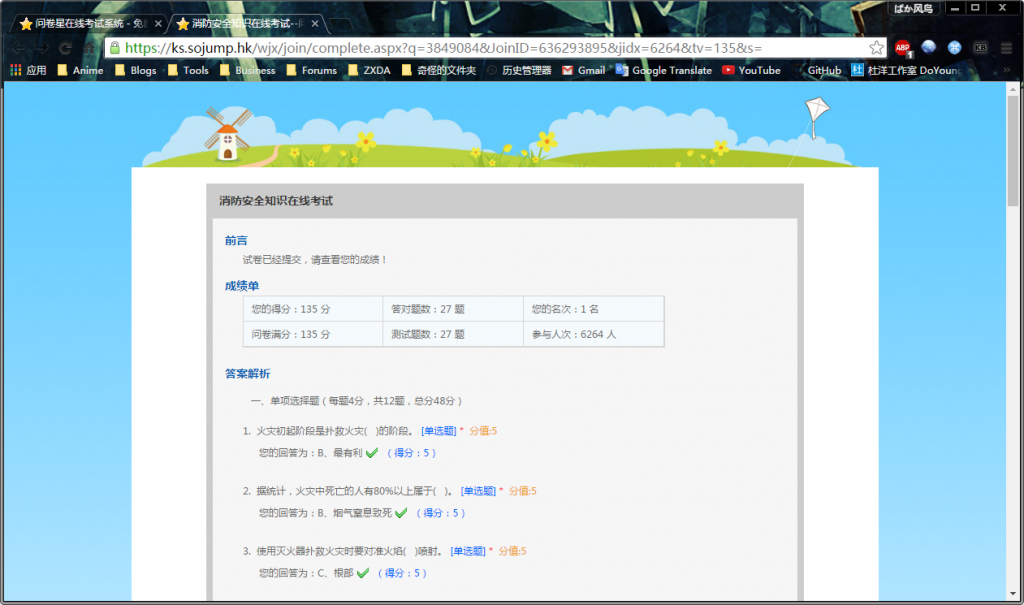 ばか风鸟
问卷星在线考试系统 - 免
消防安全知识在线考试--问
https://ks.sojump.hk/wjx/join/complete.aspx?q=3849084&JoinID=636293895&jidx=6264&tv=135&s=
ABP 1 KB
应用 Anime Blogs Tools Business Forums ZXDA 奇怪的文件夹 历史管理器 Gmail Google Translate YouTube GitHub 杜洋工作室 DoYoung
消防安全知识在线考试
前言
试卷已经提交，请查看您的成绩！
成绩单
您的得分：135 分 答对题数：27 题 您的名次：1 名
问卷满分：135 分 测试题数：27 题 参与人次：6264 人
答案解析
一、单项选择题（每题4分，共12题，总分48分）
1. 火灾初起阶段是扑救火灾( )的阶段。 [单选题] * 分值:5
您的回答为：B、最有利 （得分：5）
2. 据统计，火灾中死亡的人有80%以上属于( )。 [单选题] * 分值:5
您的回答为：B、烟气窒息致死 （得分：5）
3. 使用灭火器扑救火灾时要对准火焰( )喷射。 [单选题] * 分值:5
您的回答为：C、根部 （得分：5）